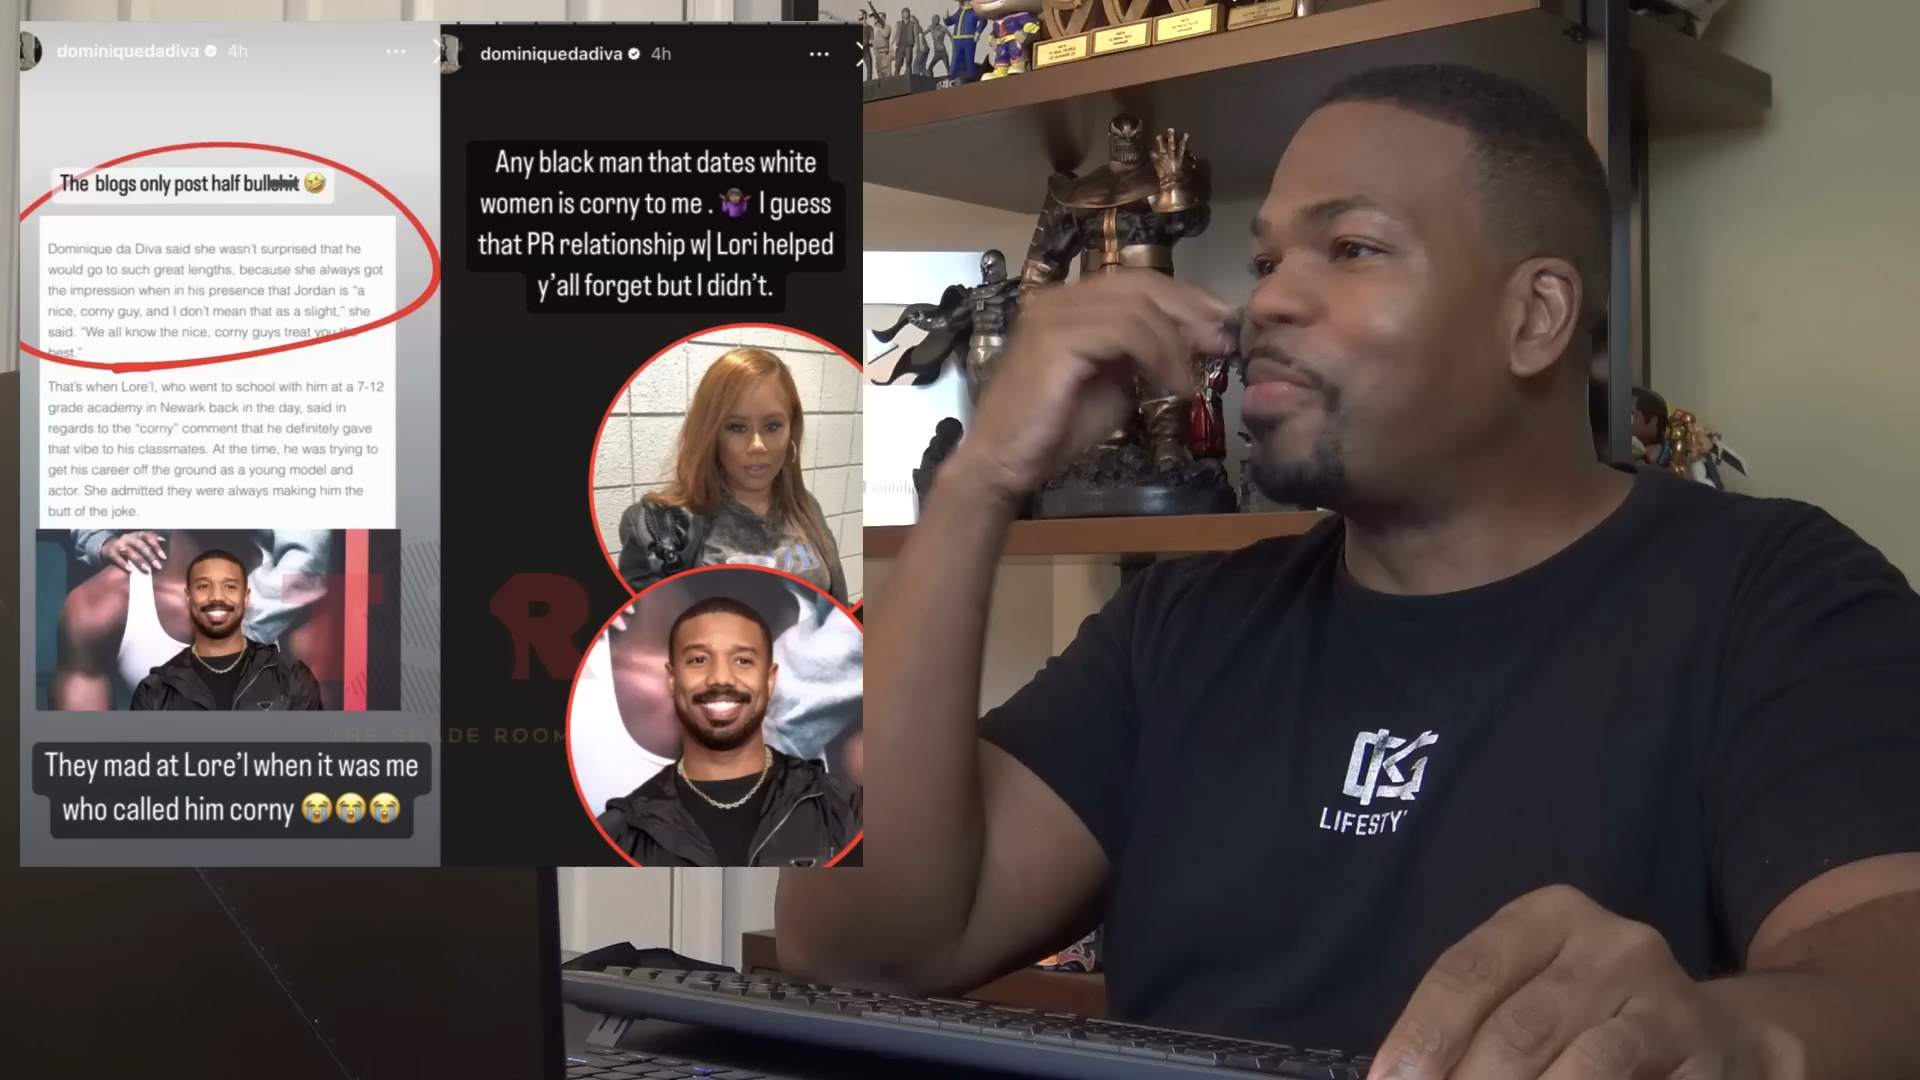 dominiquedadiva 4h
The blogs only post half bullshit 🤣
Dominique da Diva said she wasn't surprised that he
would go to such great lengths, because she always got
the impression when in his presence that Jordan is "a
nice, corny guy, and I don't mean that as a slight," she
said. "We all know the nice, corny guys treat you the
best."
That's when Lore'l, who went to school with him at a 7-12
grade academy in Newark back in the day, said in
regards to the "corny" comment that he definitely gave
that vibe to his classmates. At the time, he was trying to
get his career off the ground as a young model and
actor. She admitted they were always making him the
butt of the joke.
They mad at Lore'l when it was me
who called him corny 😭😭😭
dominiquedadiva 4h
Any black man that dates white
women is corny to me . 🤷🏾‍♀️ I guess
that PR relationship w| Lori helped
y'all forget but I didn't.
T R
THE SHADE ROOM
LIFESTY